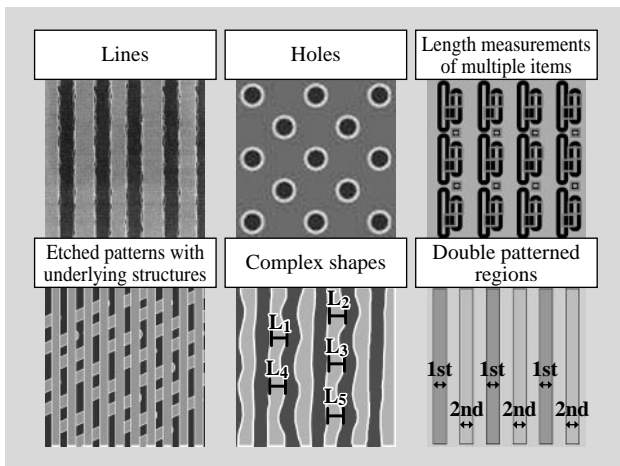 Lines
Holes
Length measurements
of multiple items
Etched patterns with
underlying structures
Complex shapes
Double patterned
regions
L1
L2
L3
L4
L5
1st
1st
1st
2nd
2nd
2nd